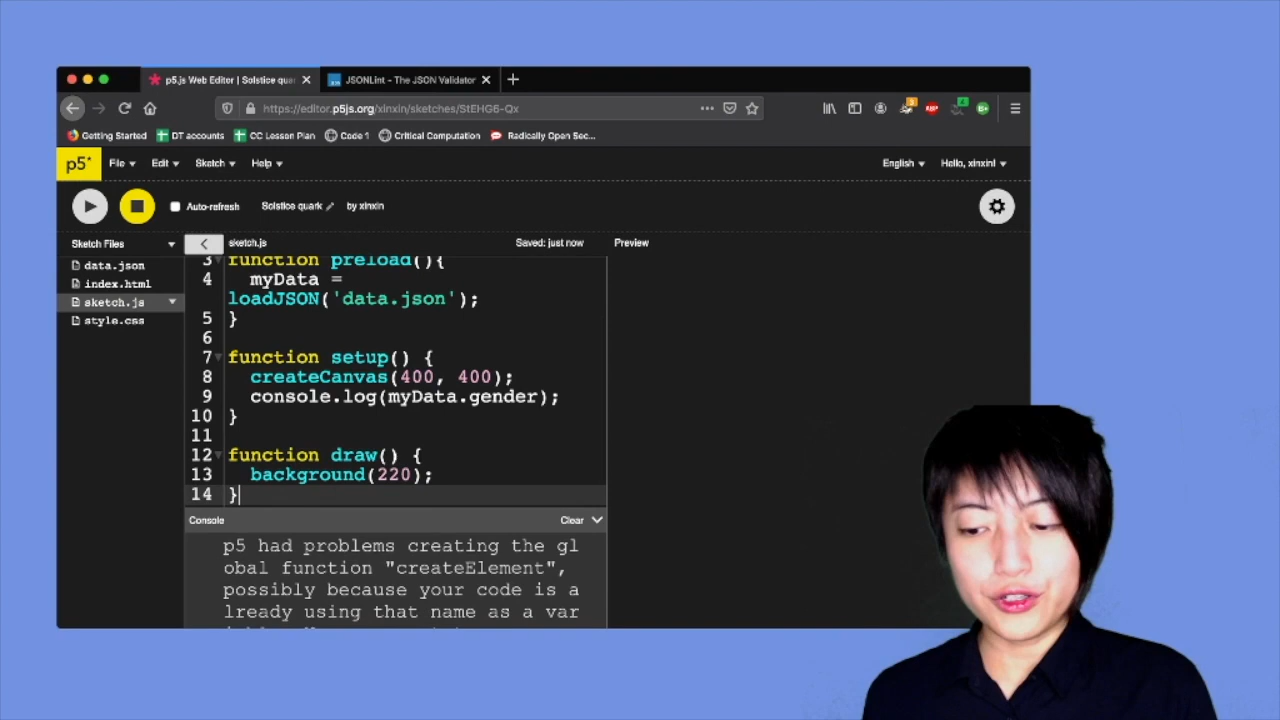 p5.js Web Editor | Solstice qua
JSONLint - The JSON Validator
https://editor.p5js.org/xinxin/sketches/StEHG6-Qx
Getting Started
DT accounts
CC Lesson Plan
Code 1
Critical Computation
Radically Open Sec...
p5*
File
Edit
Sketch
Help
English
Hello, xinxin!
Auto-refresh
Solstice quark
by xinxin
Sketch Files
sketch.js
Saved: just now
Preview
data.json
index.html
sketch.js
style.css
3 function preload(){
4 myData =
loadJSON('data.json');
5 }
6
7 function setup() {
8 createCanvas(400, 400);
9 console.log(myData.gender);
10 }
11
12 function draw() {
13 background(220);
14 }
Console
Clear
p5 had problems creating the gl
obal function "createElement",
possibly because your code is a
lready using that name as a var